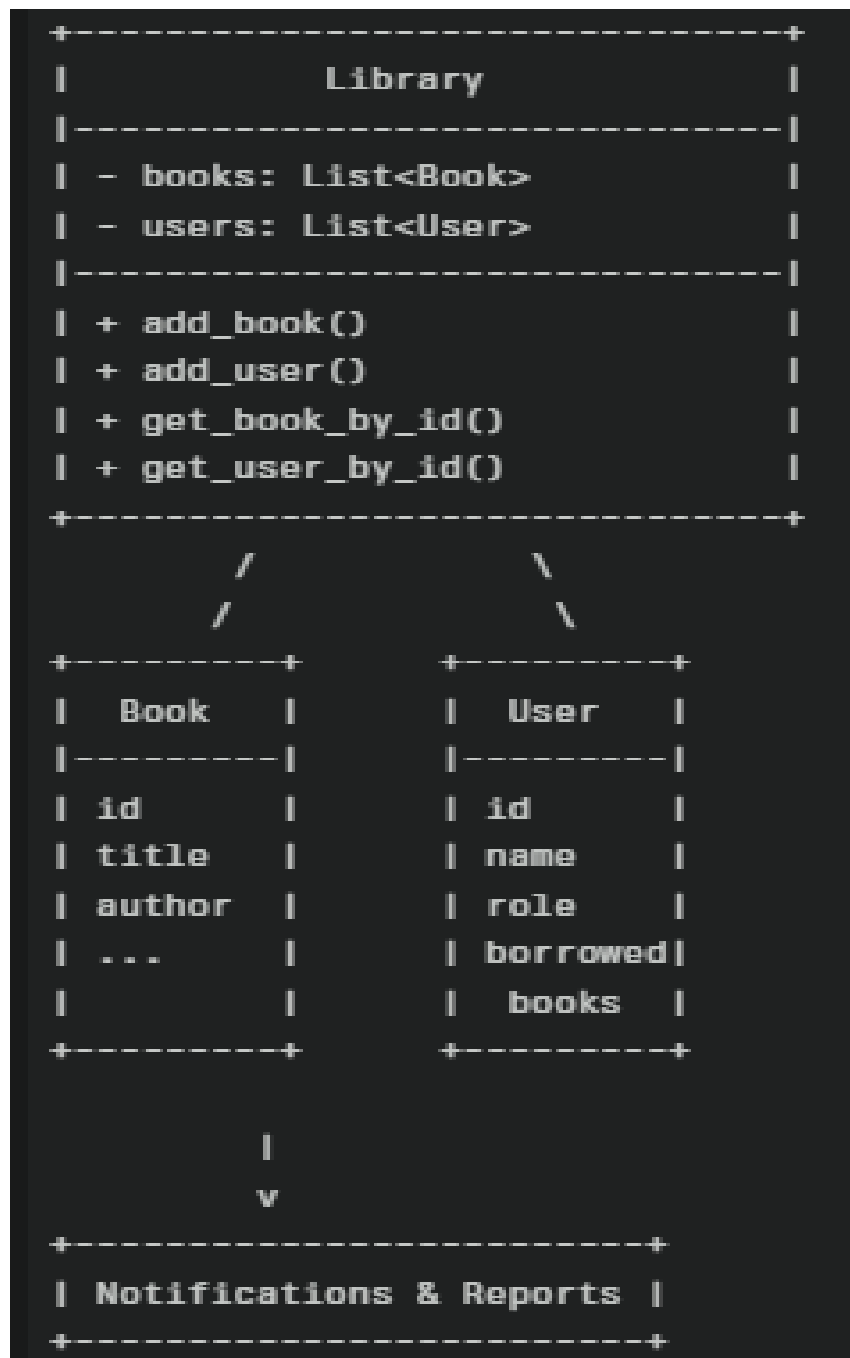 +-------------------------------+
|           Library             |
|-------------------------------|
| - books: List<Book>           |
| - users: List<User>           |
|-------------------------------|
| + add_book()                  |
| + add_user()                  |
| + get_book_by_id()            |
| + get_user_by_id()            |
+-------------------------------+
        /            \
       /              \
+---------+      +---------+
|  Book   |      |  User   |
|---------|      |---------|
| id      |      | id      |
| title   |      | name    |
| author  |      | role    |
| ...     |      | borrowed|
|         |      |  books  |
+---------+      +---------+
         |
         v
+-------------------------+
| Notifications & Reports |
+-------------------------+